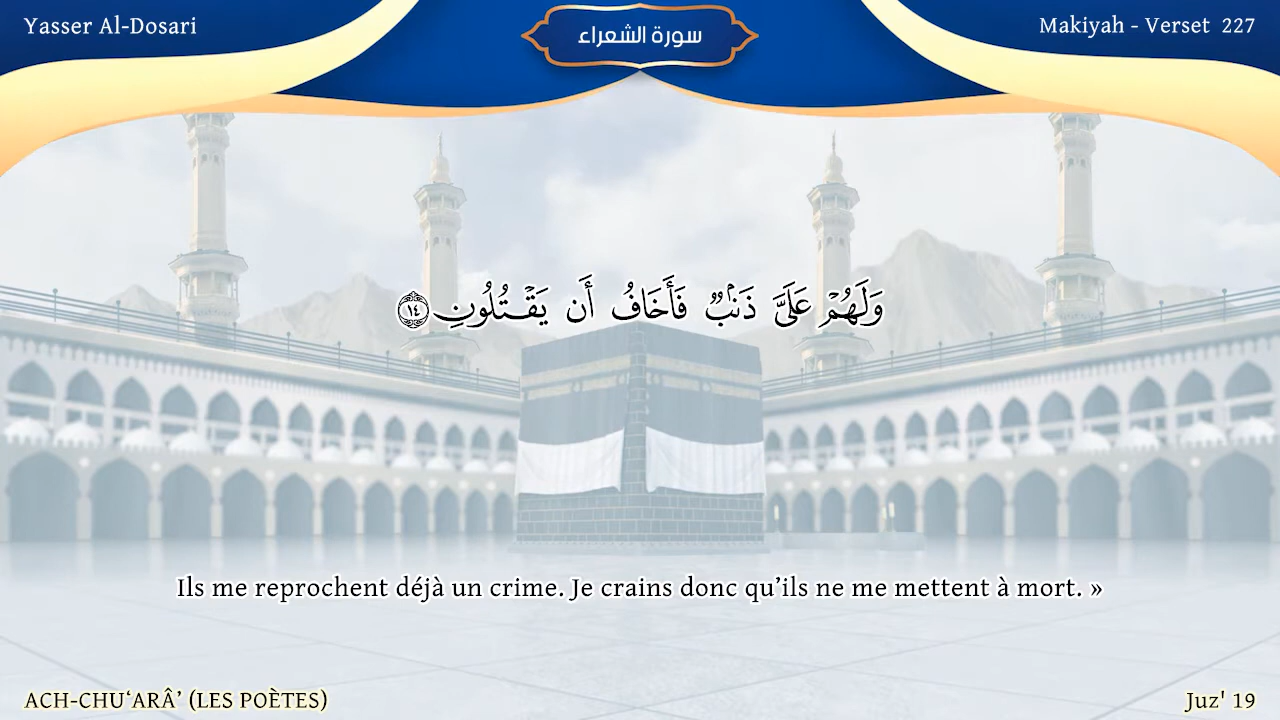 Yasser Al-Dosari
سورة الشعراء
Makiyah - Verset 227
وَلَهُمْ عَلَىَّ ذَنۢبٌ فَأَخَافُ أَن يَقْتُلُونِ ١٤
Ils me reprochent déjà un crime. Je crains donc qu’ils ne me mettent à mort. »
ACH-CHU‘ARÂ’ (LES POÈTES)
Juz' 19